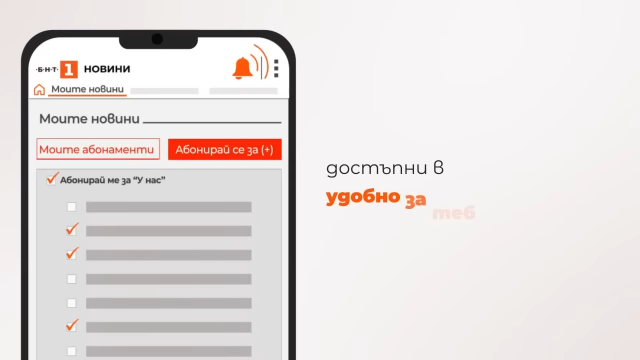 ·Б·Н·Т· 1 НОВИНИ
Моите новини
Моите новини
Моите абонаменти
Абонирай се за (+)
Абонирай ме за "У нас"
достъпни в
удобно за теб